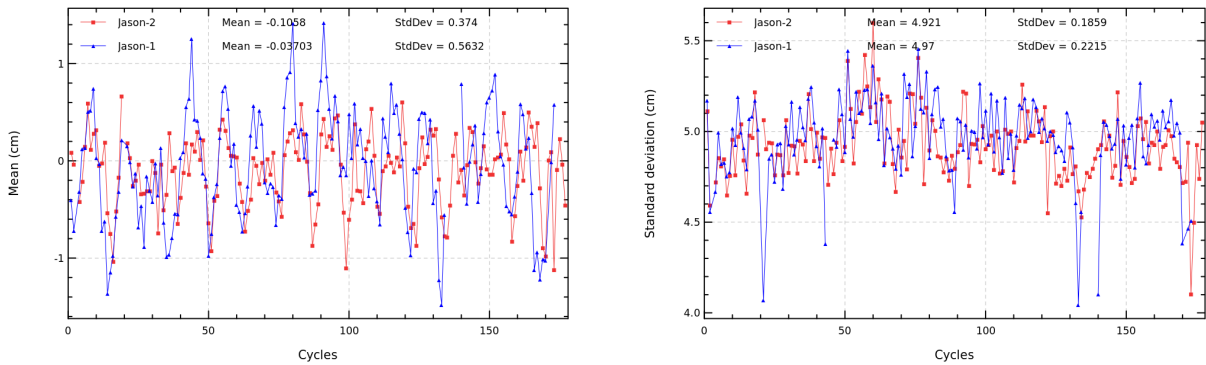 Jason-2 Mean = -0.1058 StdDev = 0.374
Jason-1 Mean = -0.03703 StdDev = 0.5632
1
0
-1
Mean (cm)
0 50 100 150
Cycles
Jason-2 Mean = 4.921 StdDev = 0.1859
Jason-1 Mean = 4.97 StdDev = 0.2215
5.5
5.0
4.5
4.0
Standard deviation (cm)
0 50 100 150
Cycles